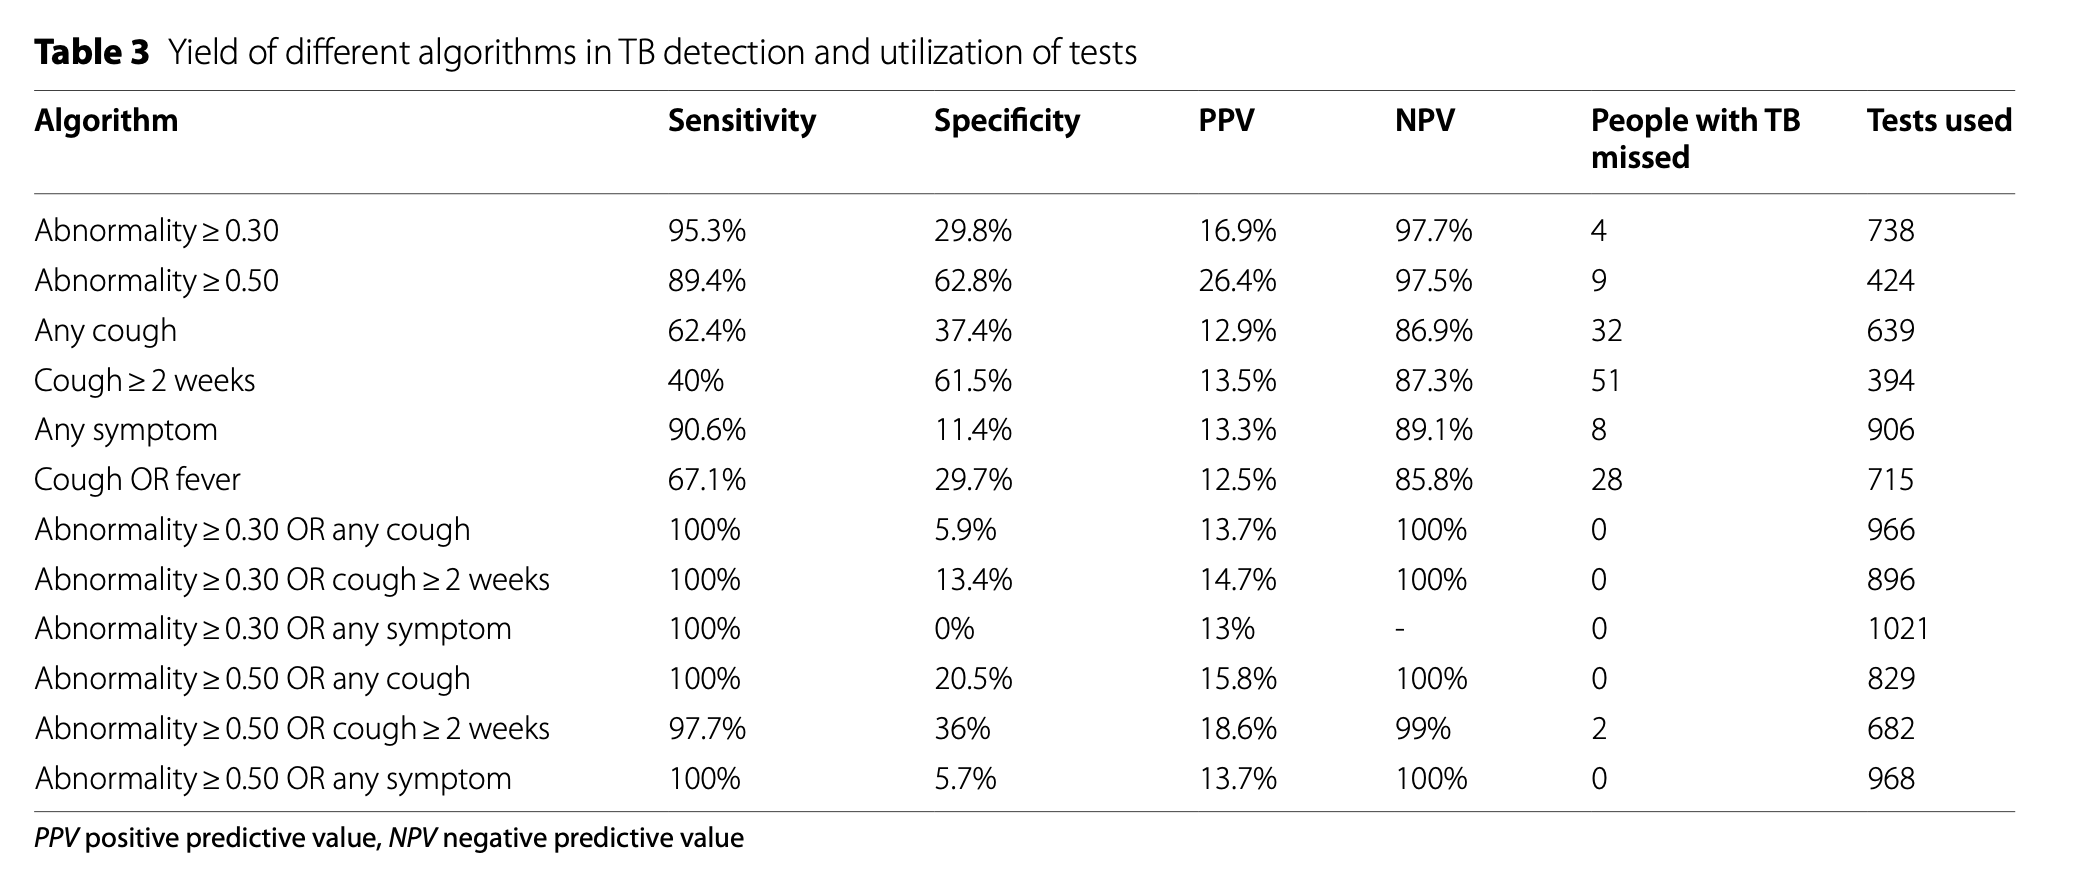 Table 3 Yield of different algorithms in TB detection and utilization of tests
Algorithm Sensitivity Specificity PPV NPV People with TB missed Tests used
Abnormality ≥ 0.30 95.3% 29.8% 16.9% 97.7% 4 738
Abnormality ≥ 0.50 89.4% 62.8% 26.4% 97.5% 9 424
Any cough 62.4% 37.4% 12.9% 86.9% 32 639
Cough ≥ 2 weeks 40% 61.5% 13.5% 87.3% 51 394
Any symptom 90.6% 11.4% 13.3% 89.1% 8 906
Cough OR fever 67.1% 29.7% 12.5% 85.8% 28 715
Abnormality ≥ 0.30 OR any cough 100% 5.9% 13.7% 100% 0 966
Abnormality ≥ 0.30 OR cough ≥ 2 weeks 100% 13.4% 14.7% 100% 0 896
Abnormality ≥ 0.30 OR any symptom 100% 0% 13% - 0 1021
Abnormality ≥ 0.50 OR any cough 100% 20.5% 15.8% 100% 0 829
Abnormality ≥ 0.50 OR cough ≥ 2 weeks 97.7% 36% 18.6% 99% 2 682
Abnormality ≥ 0.50 OR any symptom 100% 5.7% 13.7% 100% 0 968
PPV positive predictive value, NPV negative predictive value